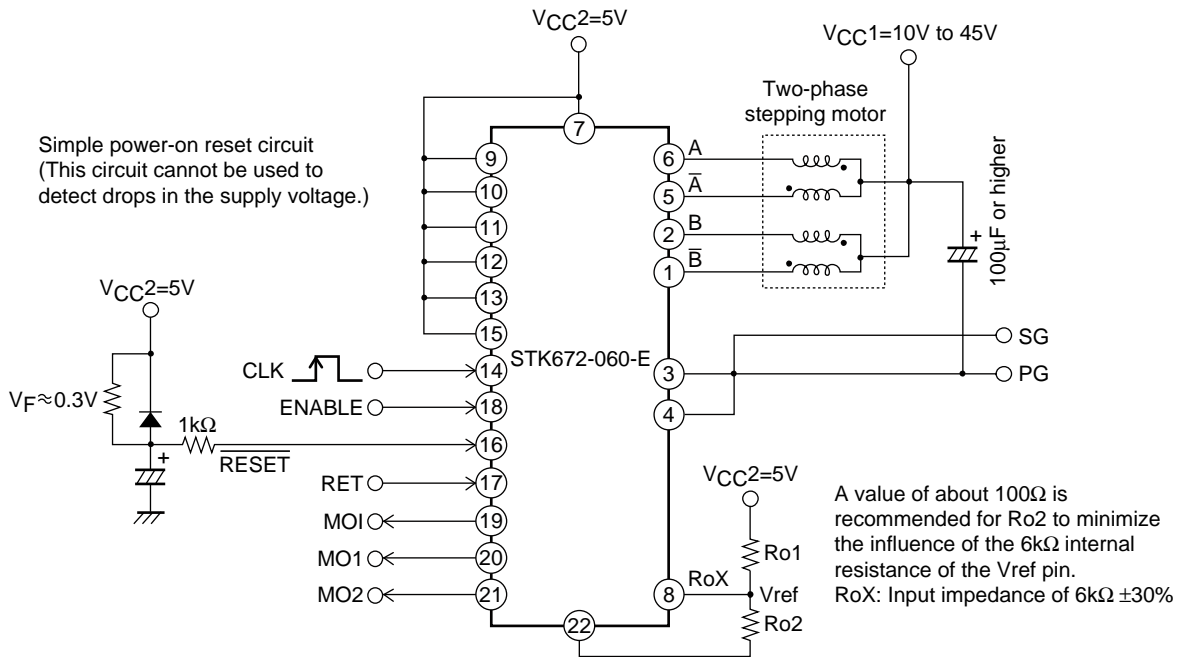 VCC2=5V
VCC1=10V to 45V
Two-phase
stepping motor
Simple power-on reset circuit
(This circuit cannot be used to
detect drops in the supply voltage.)
7
9
10
11
12
13
15
14
18
16
17
19
20
21
22
6
5
2
1
3
4
8
A
A̅
B
B̅
100μF or higher
+
VCC2=5V
VF≈0.3V
1kΩ
+
R̅E̅S̅E̅T̅
CLK
ENABLE
RET
MOI
MO1
MO2
STK672-060-E
SG
PG
VCC2=5V
Ro1
RoX
Vref
Ro2
A value of about 100Ω is
recommended for Ro2 to minimize
the influence of the 6kΩ internal
resistance of the Vref pin.
RoX: Input impedance of 6kΩ ±30%